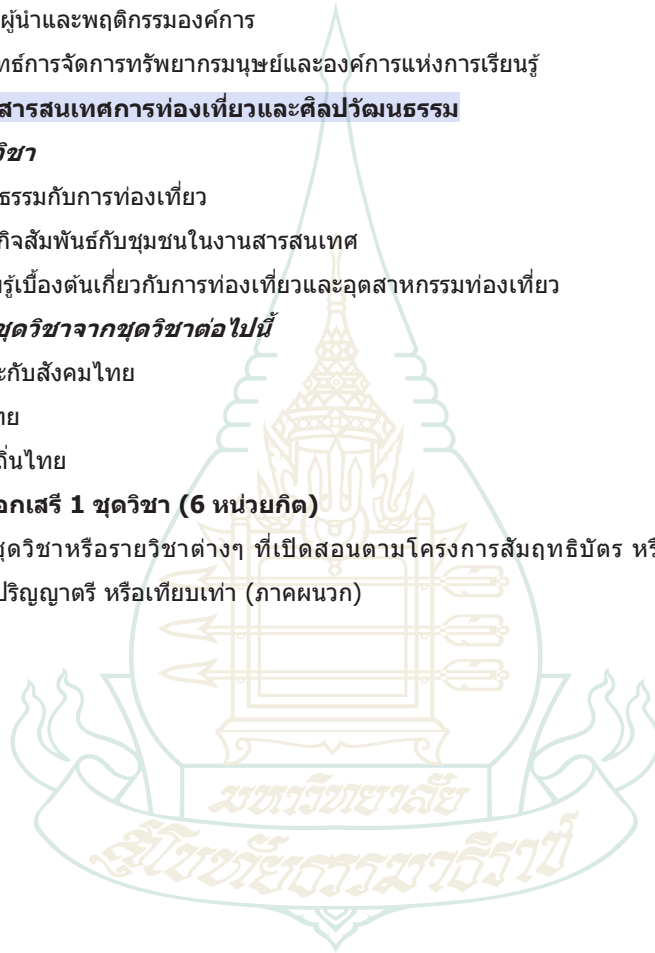 ผู้นำและพฤติกรรมองค์การ
ทธ์การจัดการทรัพยากรมนุษย์และองค์การแห่งการเรียนรู้
สารสนเทศการท่องเที่ยวและศิลปวัฒนธรรม
วิชา
ธรรมกับการท่องเที่ยว
กิจสัมพันธ์กับชุมชนในงานสารสนเทศ
รู้เบื้องต้นเกี่ยวกับการท่องเที่ยวและอุตสาหกรรมท่องเที่ยว
ชุดวิชาจากชุดวิชาต่อไปนี้
ะกับสังคมไทย
ทย
ถิ่นไทย
อกเสรี 1 ชุดวิชา (6 หน่วยกิต)
ชุดวิชาหรือรายวิชาต่างๆ ที่เปิดสอนตามโครงการสัมฤทธิบัตร หรื
ปริญญาตรี หรือเทียบเท่า (ภาคผนวก)
มหาวิทยาลัย
สุโขทัยธรรมาธิราช